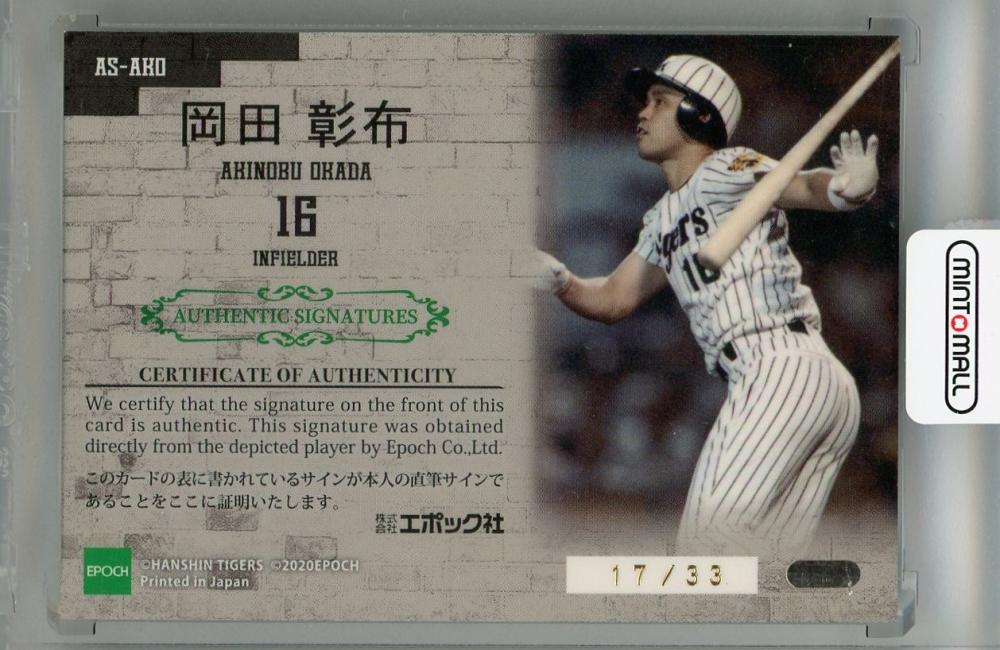 AS-AKO
岡田 彰布
AKINOBU OKADA
16
INFIELDER
AUTHENTIC SIGNATURES
CERTIFICATE OF AUTHENTICITY
We certify that the signature on the front of this
card is authentic. This signature was obtained
directly from the depicted player by Epoch Co.,Ltd.
このカードの表に書かれているサインが本人の直筆サインで
あることをここに証明いたします。
株式会社エポック社
EPOCH
©HANSHIN TIGERS ©2020EPOCH
Printed in Japan
17/33
igers
16
MINT MALL